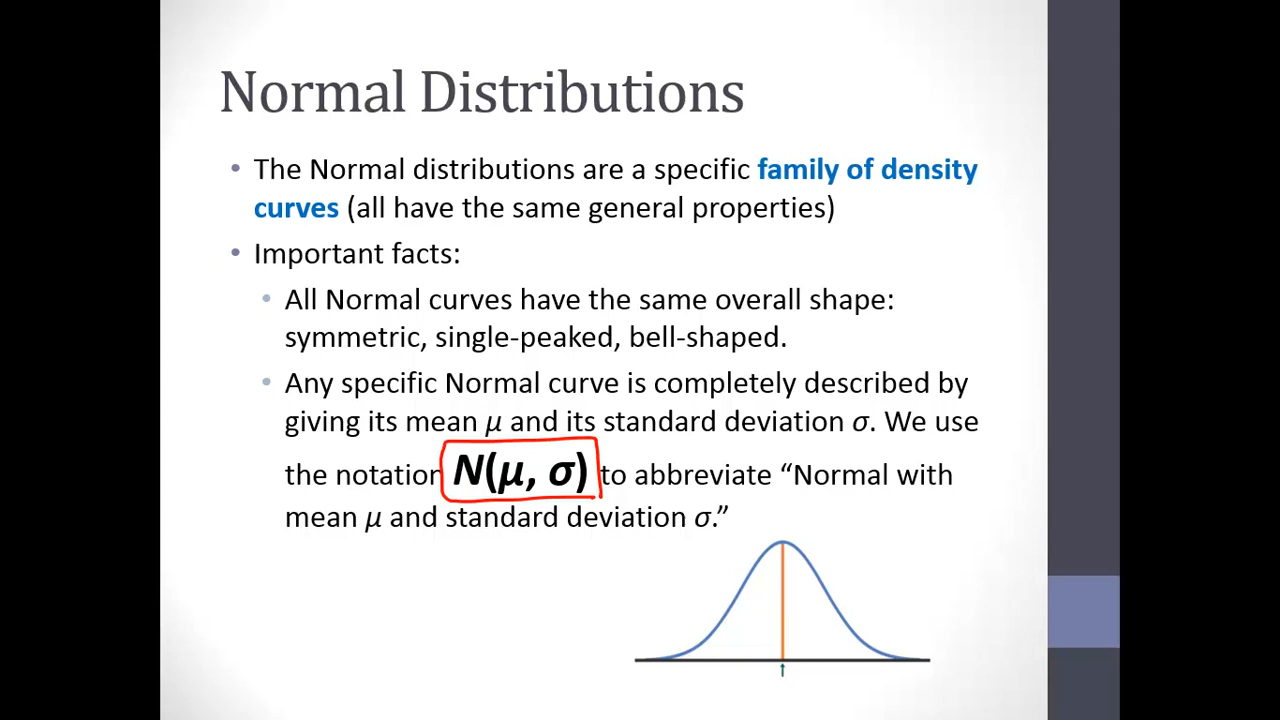 Normal Distributions
• The Normal distributions are a specific family of density
curves (all have the same general properties)
• Important facts:
• All Normal curves have the same overall shape:
symmetric, single-peaked, bell-shaped.
• Any specific Normal curve is completely described by
giving its mean μ and its standard deviation σ. We use
the notation N(μ, σ) to abbreviate “Normal with
mean μ and standard deviation σ.”